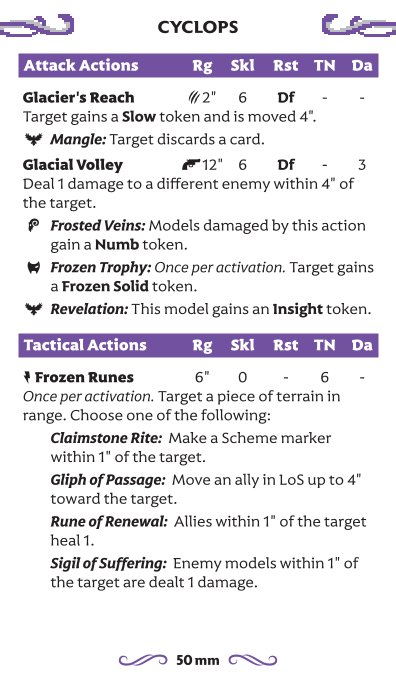 CYCLOPS
Attack Actions Rg Skl Rst TN Da
Glacier's Reach 2" 6 Df - -
Target gains a Slow token and is moved 4".
Mangle: Target discards a card.
Glacial Volley 12" 6 Df - 3
Deal 1 damage to a different enemy within 4" of
the target.
Frosted Veins: Models damaged by this action
gain a Numb token.
Frozen Trophy: Once per activation. Target gains
a Frozen Solid token.
Revelation: This model gains an Insight token.
Tactical Actions Rg Skl Rst TN Da
Frozen Runes 6" 0 - 6 -
Once per activation. Target a piece of terrain in
range. Choose one of the following:
Claimstone Rite: Make a Scheme marker
within 1" of the target.
Gliph of Passage: Move an ally in LoS up to 4"
toward the target.
Rune of Renewal: Allies within 1" of the target
heal 1.
Sigil of Suffering: Enemy models within 1" of
the target are dealt 1 damage.
50 mm